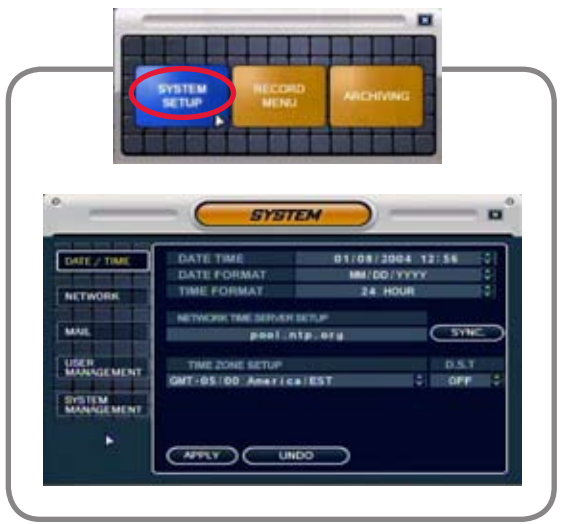 SYSTEM SETUP
RECORD MENU
ARCHIVING
SYSTEM
DATE / TIME
NETWORK
MAIL
USER MANAGEMENT
SYSTEM MANAGEMENT
DATE TIME 01/08/2004 12:56
DATE FORMAT MM/DD/YYYY
TIME FORMAT 24 HOUR
NETWORK TIME SERVER SETUP
pool.ntp.org SYNC.
TIME ZONE SETUP D.S.T
GMT-05:00 America/EST OFF
APPLY UNDO